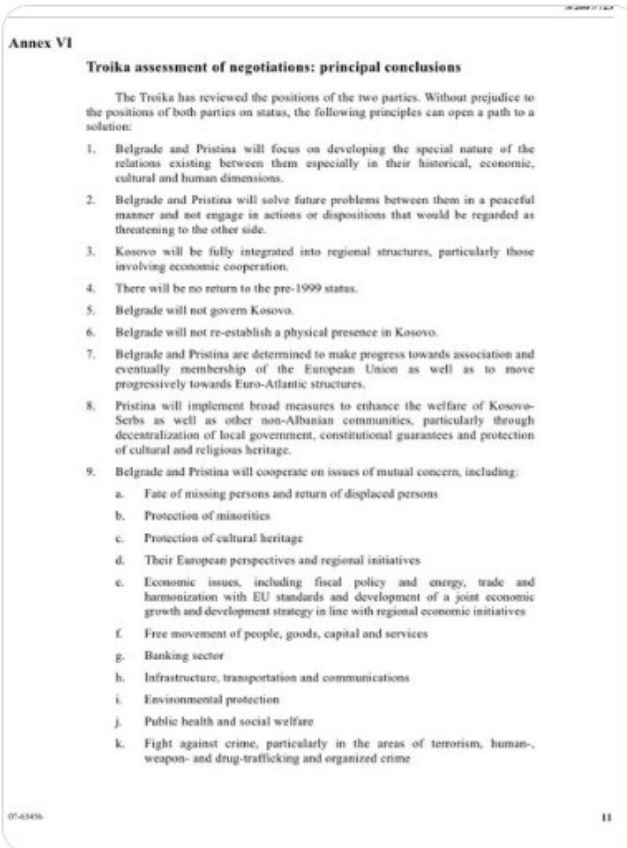 Annex VI
Troika assessment of negotiations: principal conclusions
The Troika has reviewed the positions of the two parties. Without prejudice to
the positions of both parties on status, the following principles can open a path to a
solution:
1. Belgrade and Pristina will focus on developing the special nature of the
relations existing between them especially in their historical, economic,
cultural and human dimensions.
2. Belgrade and Pristina will solve future problems between them in a peaceful
manner and not engage in actions or dispositions that would be regarded as
threatening to the other side.
3. Kosovo will be fully integrated into regional structures, particularly those
involving economic cooperation.
4. There will be no return to the pre-1999 status.
5. Belgrade will not govern Kosovo.
6. Belgrade will not re-establish a physical presence in Kosovo.
7. Belgrade and Pristina are determined to make progress towards association and
eventually membership of the European Union as well as to move
progressively towards Euro-Atlantic structures.
8. Pristina will implement broad measures to enhance the welfare of Kosovo-
Serbs as well as other non-Albanian communities, particularly through
decentralization of local government, constitutional guarantees and protection
of cultural and religious heritage.
9. Belgrade and Pristina will cooperate on issues of mutual concern, including:
a. Fate of missing persons and return of displaced persons
b. Protection of minorities
c. Protection of cultural heritage
d. Their European perspectives and regional initiatives
e. Economic issues, including fiscal policy and energy, trade and
harmonization with EU standards and development of a joint economic
growth and development strategy in line with regional economic initiatives
f. Free movement of people, goods, capital and services
g. Banking sector
h. Infrastructure, transportation and communications
i. Environmental protection
j. Public health and social welfare
k. Fight against crime, particularly in the areas of terrorism, human-,
weapon- and drug-trafficking and organized crime
07-63456
11